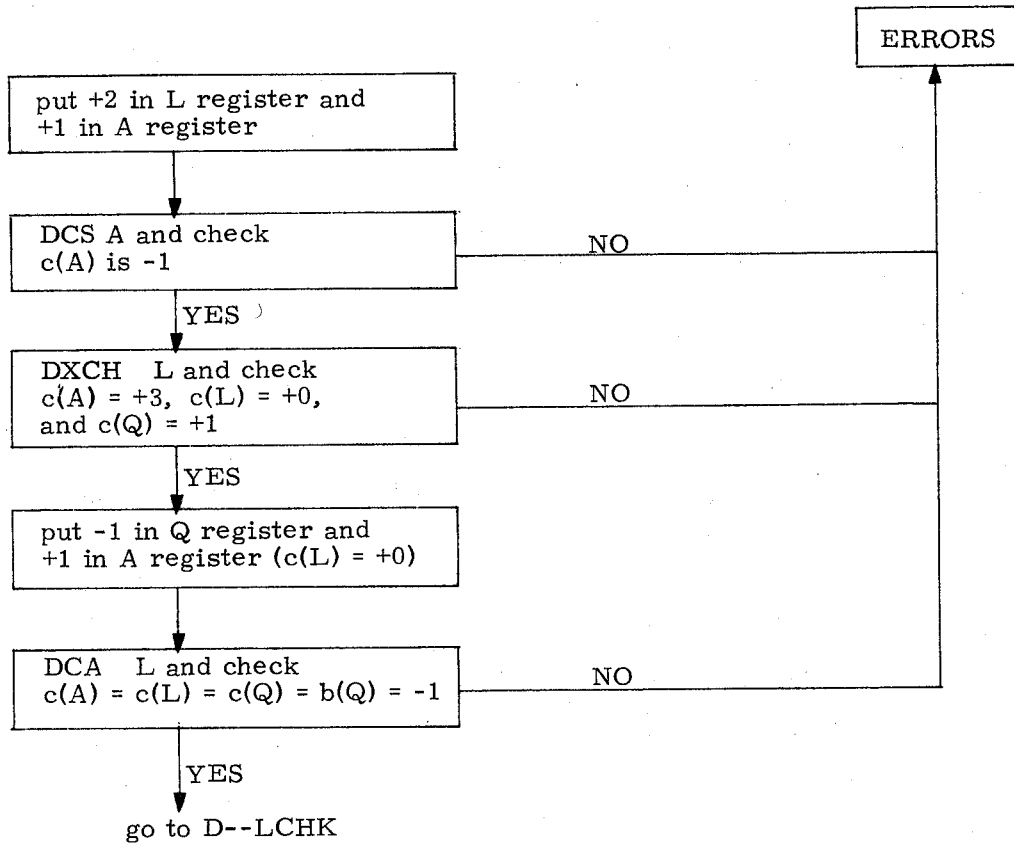 ERRORS
put +2 in L register and
+1 in A register
DCS A and check
c(A) is -1
NO
YES
DXCH L and check
c(A) = +3, c(L) = +0,
and c(Q) = +1
NO
YES
put -1 in Q register and
+1 in A register (c(L) = +0)
DCA L and check
c(A) = c(L) = c(Q) = b(Q) = -1
NO
YES
go to D--LCHK